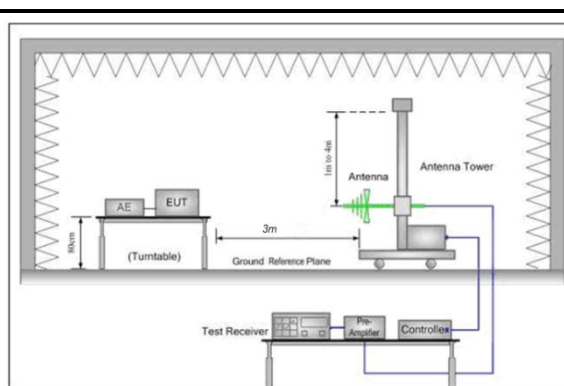 1m to 4m
Antenna
Antenna Tower
AE
EUT
80cm
(Turntable)
3m
Ground Reference Plane
Test Receiver
Pre-
Amplifier
Controller